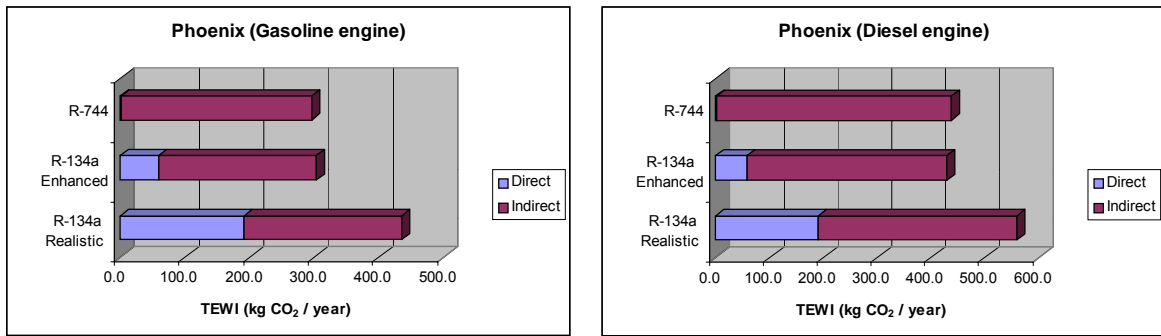 Phoenix (Gasoline engine)
R-744
R-134a
Enhanced
R-134a
Realistic
0.0 100.0 200.0 300.0 400.0 500.0
TEWI (kg CO₂ / year)
Direct
Indirect
Phoenix (Diesel engine)
R-744
R-134a
Enhanced
R-134a
Realistic
0.0 100.0 200.0 300.0 400.0 500.0 600.0
TEWI (kg CO₂ / year)
Direct
Indirect